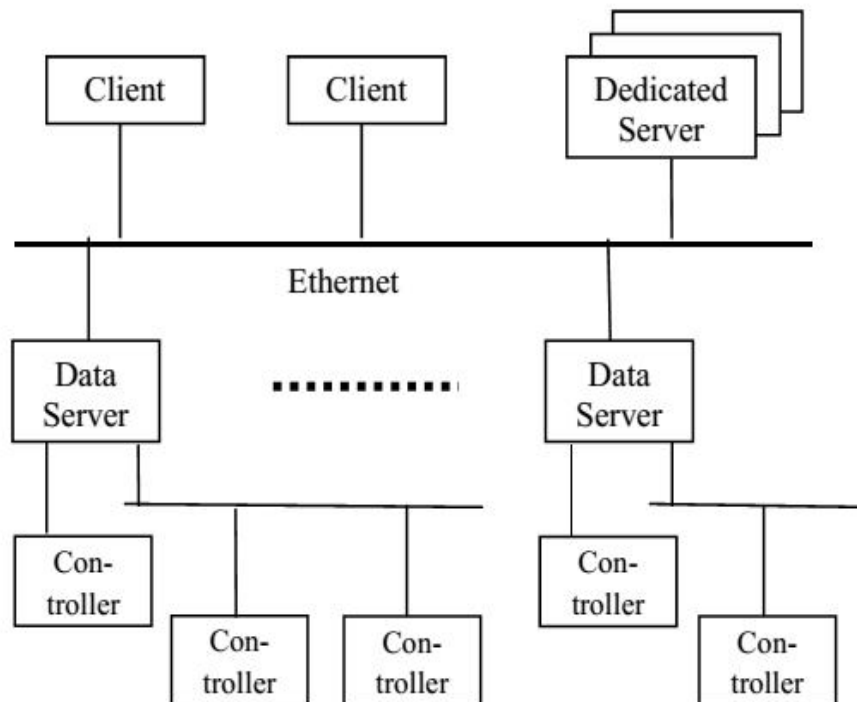 Client
Client
Dedicated
Server
Ethernet
Data
Server
Data
Server
Con-
troller
Con-
troller
Con-
troller
Con-
troller
Con-
troller